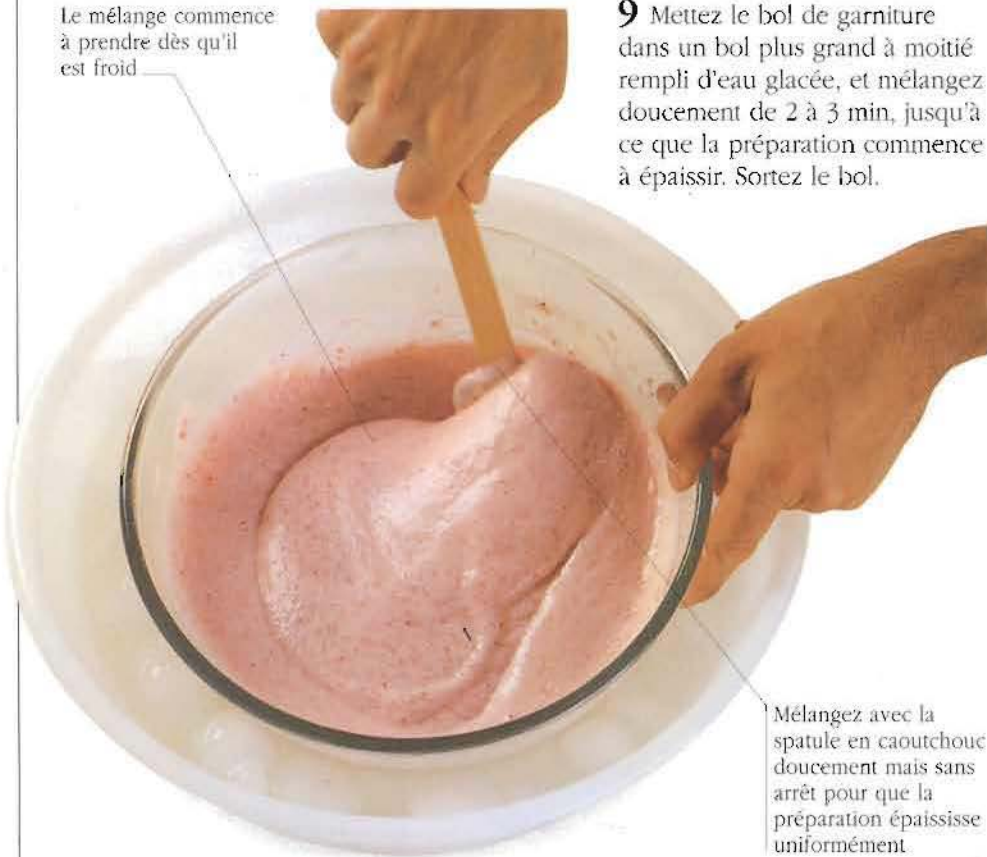 Le mélange commence
à prendre dès qu'il
est froid
9 Mettez le bol de garniture
dans un bol plus grand à moitié
rempli d'eau glacée, et mélangez
doucement de 2 à 3 min, jusqu'à
ce que la préparation commence
à épaissir. Sortez le bol.
Mélangez avec la
spatule en caoutchouc
doucement mais sans
arrêt pour que la
préparation épaississe
uniformément